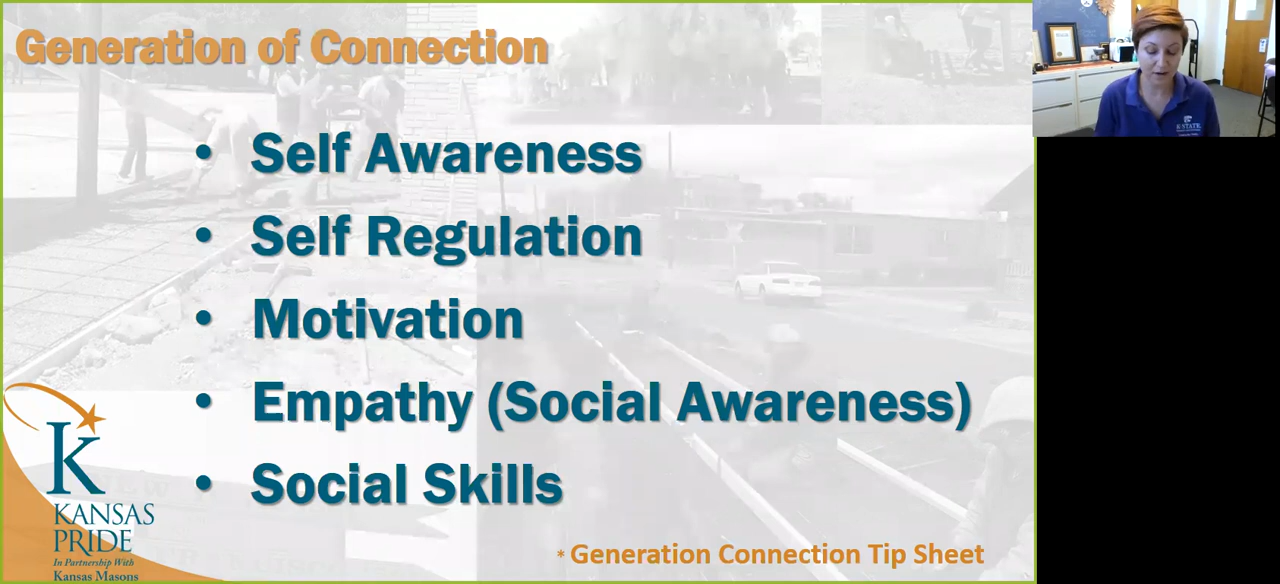 Generation of Connection
• Self Awareness
• Self Regulation
• Motivation
• Empathy (Social Awareness)
• Social Skills
* Generation Connection Tip Sheet
K
KANSAS
PRIDE
In Partnership With
Kansas Masons
K-STATE